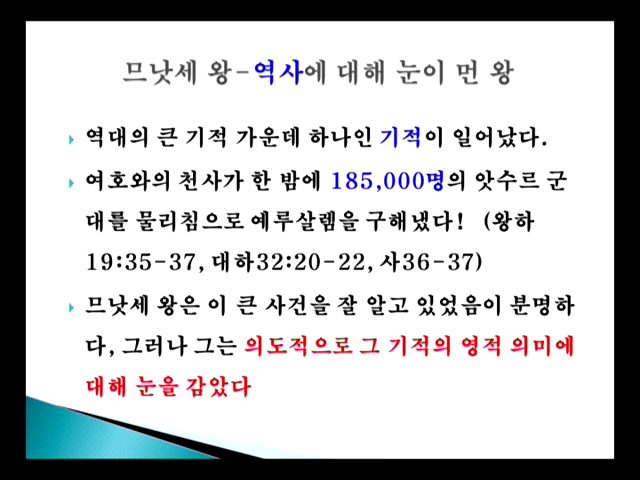 므낫세 왕-역사에 대해 눈이 먼 왕
역대의 큰 기적 가운데 하나인 기적이 일어났다.
여호와의 천사가 한 밤에 185,000명의 앗수르 군
대를 물리침으로 예루살렘을 구해냈다! (왕하
19:35-37, 대하32:20-22, 사36-37)
므낫세 왕은 이 큰 사건을 잘 알고 있었음이 분명하
다, 그러나 그는 의도적으로 그 기적의 영적 의미에
대해 눈을 감았다